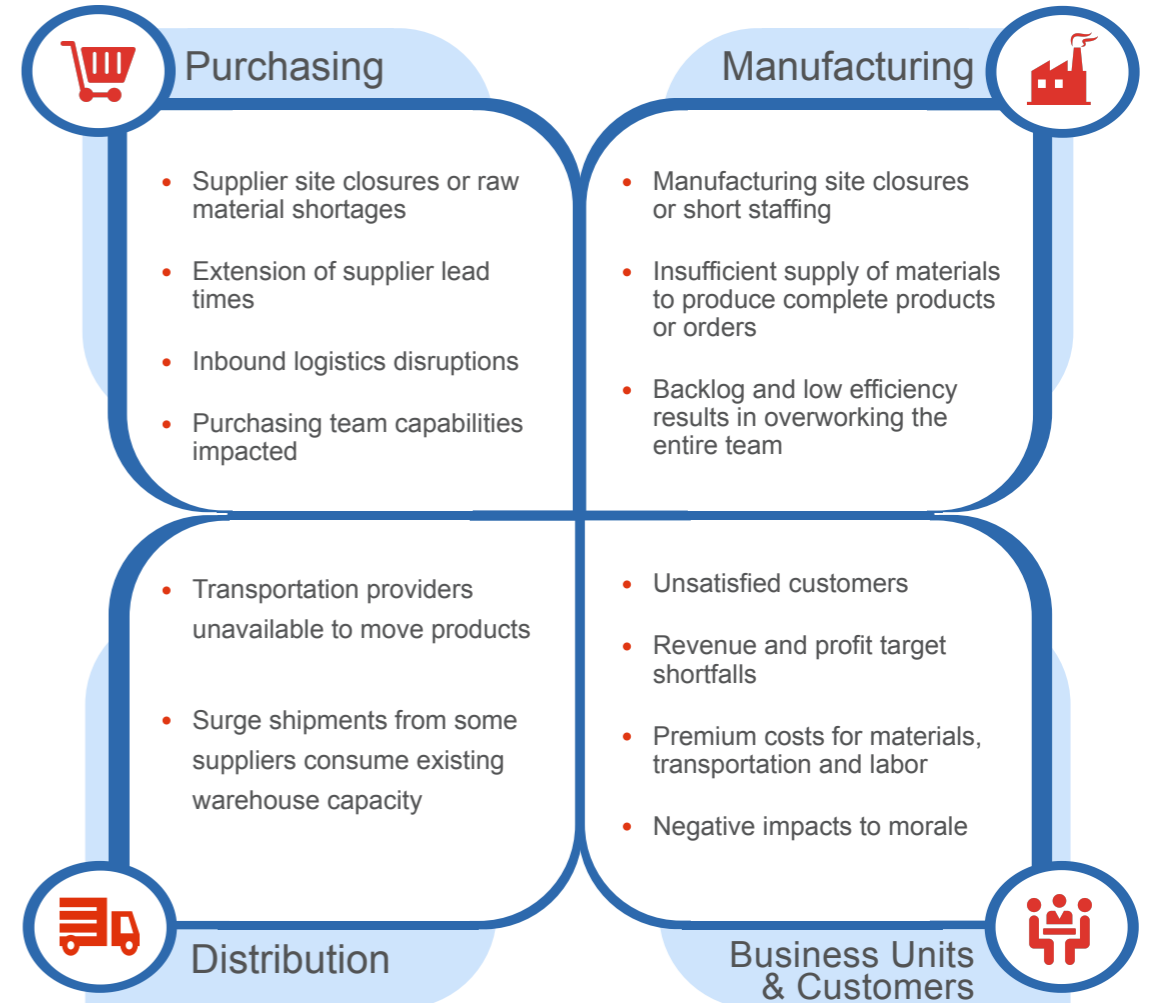 Purchasing
• Supplier site closures or raw
material shortages
• Extension of supplier lead
times
• Inbound logistics disruptions
• Purchasing team capabilities
impacted
Manufacturing
• Manufacturing site closures
or short staffing
• Insufficient supply of materials
to produce complete products
or orders
• Backlog and low efficiency
results in overworking the
entire team
• Transportation providers
unavailable to move products
• Surge shipments from some
suppliers consume existing
warehouse capacity
Distribution
• Unsatisfied customers
• Revenue and profit target
shortfalls
• Premium costs for materials,
transportation and labor
• Negative impacts to morale
Business Units
& Customers